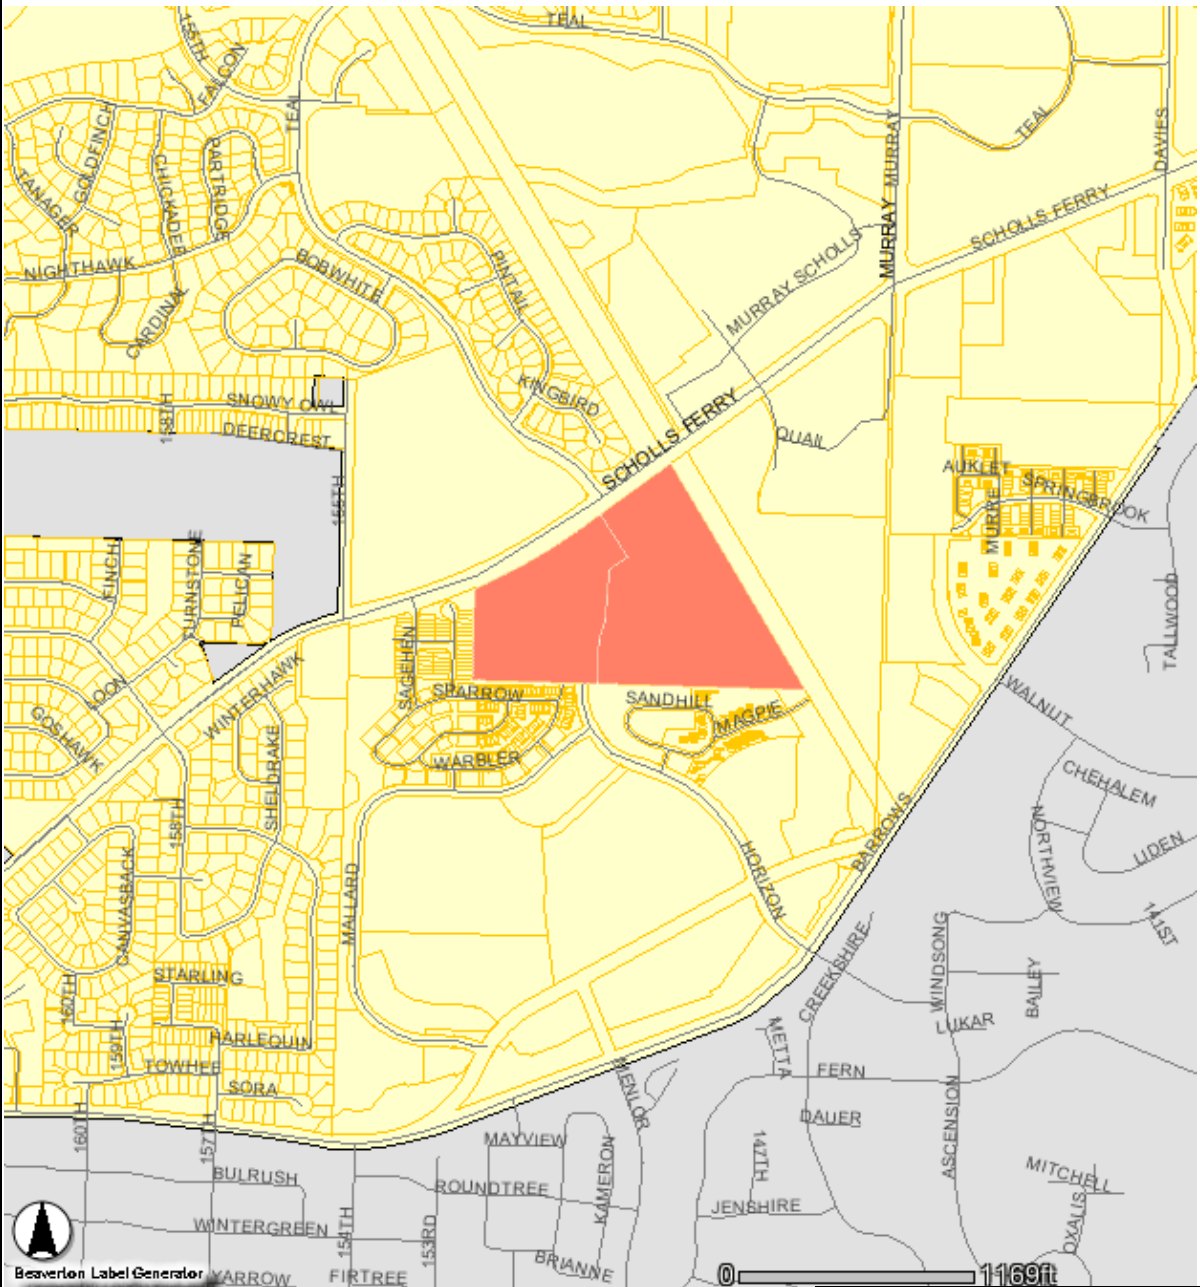 TEAL
155TH
FALCON
TEAL
GOLDFINCH
PARTRIDGE
CHICKADEE
TANAGER
MURRAY MURRAY
TEAL
DAVIES
NIGHTHAWK
BOBWHITE
PINTAIL
CARDINAL
MURRAY SCHOLLS
MURRAY
SCHOLLS FERRY
KINGBIRD
SNOWY OWL
158TH
DEERCREST
SCHOLLS FERRY
QUAIL
155TH
AUKLET
SPRINGBROOK
MURRE
FINCH
TURNSTONE
PELICAN
TALLWOOD
SAGEHEN
SPARROW
SANDHILL
MAGPIE
WALNUT
LOON
WINTERHAWK
GOSHAWK
SHELDRAKE
WARBLER
CHEHALEM
158TH
BARROWS
NORTHVIEW
LIDEN
CANVASBACK
MALLARD
HORIZON
141ST
STARLING
CREEKSHIRE
WINDSONG
BAILEY
160TH
159TH
HARLEQUIN
LUKAR
METTA
TOWHEE
SORA
MENLOR
FERN
DAUER
ASCENSION
160TH
157TH
MAYVIEW
KAMERON
147TH
MITCHELL
BULRUSH
ROUNDTREE
JENSHIRE
OXALIS
WINTERGREEN
154TH
153RD
BRIANNE
Beaverton Label Generator
YARROW
FIRTREE
0
1169ft